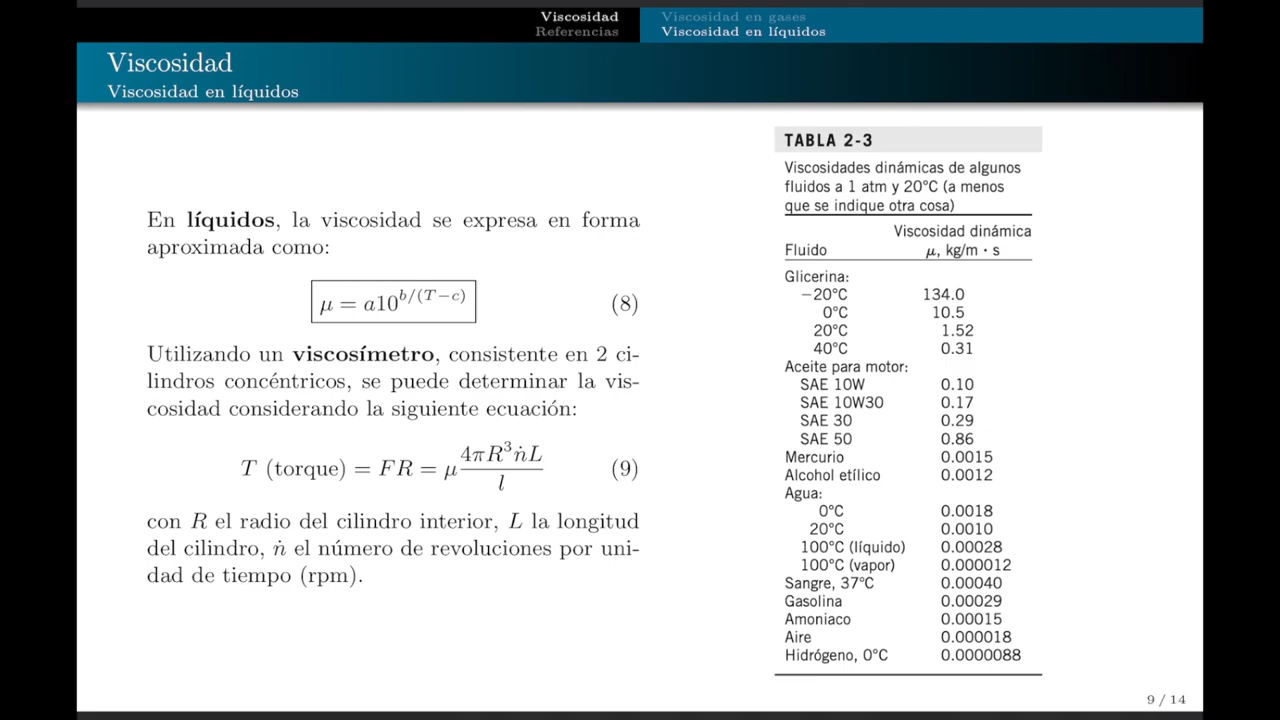 Viscosidad
Referencias
Viscosidad en gases
Viscosidad en líquidos
Viscosidad
Viscosidad en líquidos
En líquidos, la viscosidad se expresa en forma
aproximada como:
μ = a10^{b/(T−c)} (8)
Utilizando un viscosímetro, consistente en 2 ci-
lindros concéntricos, se puede determinar la vis-
cosidad considerando la siguiente ecuación:
T (torque) = FR = μ \frac{4πR³ṅL}{l} (9)
con R el radio del cilindro interior, L la longitud
del cilindro, ṅ el número de revoluciones por uni-
dad de tiempo (rpm).
TABLA 2-3
Viscosidades dinámicas de algunos
fluidos a 1 atm y 20°C (a menos
que se indique otra cosa)
Viscosidad dinámica
Fluido μ, kg/m · s
Glicerina:
−20°C 134.0
0°C 10.5
20°C 1.52
40°C 0.31
Aceite para motor:
SAE 10W 0.10
SAE 10W30 0.17
SAE 30 0.29
SAE 50 0.86
Mercurio 0.0015
Alcohol etílico 0.0012
Agua:
0°C 0.0018
20°C 0.0010
100°C (líquido) 0.00028
100°C (vapor) 0.000012
Sangre, 37°C 0.00040
Gasolina 0.00029
Amoniaco 0.00015
Aire 0.000018
Hidrógeno, 0°C 0.0000088
9 / 14